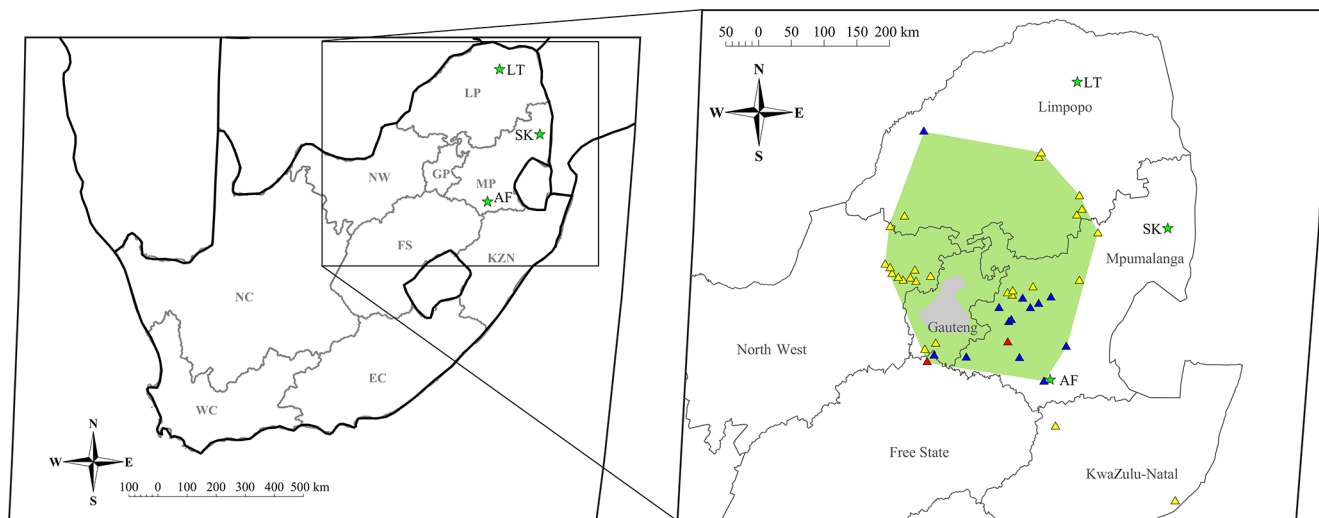 LT
LP
SK
NW
GP
MP
AF
FS
KZN
NC
EC
WC
N
W E
S
100 0 100 200 300 400 500 km
50 0 50 100 150 200 km
N
W E
S
LT
Limpopo
SK
Mpumalanga
Gauteng
North West
AF
Free State
KwaZulu-Natal